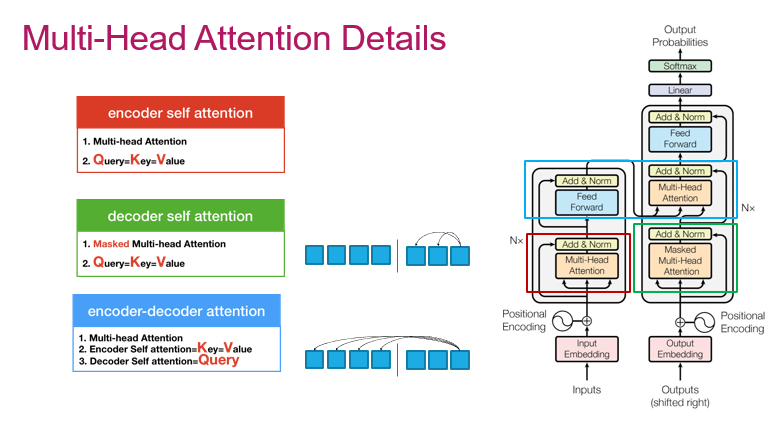 Multi-Head Attention Details
encoder self attention
1. Multi-head Attention
2. Query=Key=Value
decoder self attention
1. Masked Multi-head Attention
2. Query=Key=Value
encoder-decoder attention
1. Multi-head Attention
2. Encoder Self attention=Key=Value
3. Decoder Self attention=Query
Output
Probabilities
Softmax
Linear
Add & Norm
Feed
Forward
Add & Norm
Multi-Head
Attention
Add & Norm
Masked
Multi-Head
Attention
N×
Add & Norm
Feed
Forward
N×
Add & Norm
Multi-Head
Attention
Positional
Encoding
Positional
Encoding
Input
Embedding
Output
Embedding
Inputs
Outputs
(shifted right)